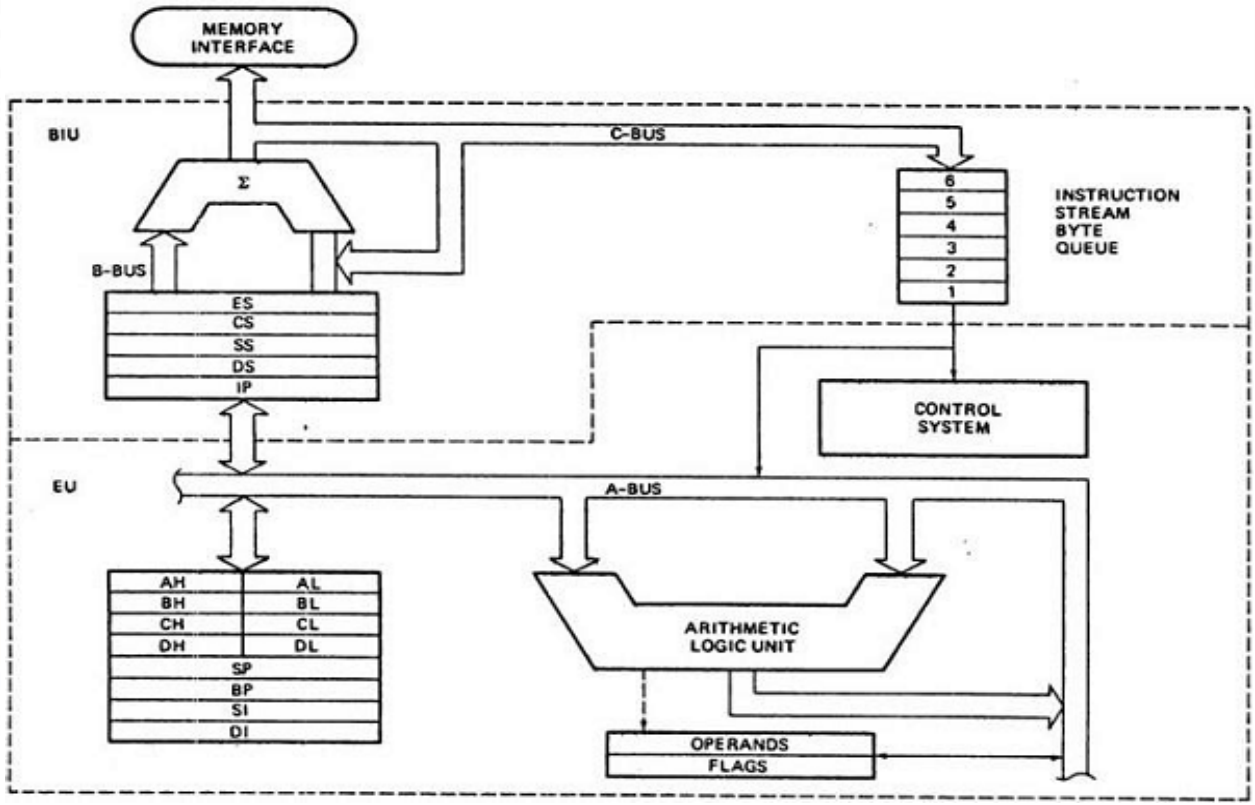 MEMORY
INTERFACE
BIU
C-BUS
Σ
6
5
4
3
2
1
INSTRUCTION
STREAM
BYTE
QUEUE
B-BUS
ES
CS
SS
DS
IP
CONTROL
SYSTEM
EU
A-BUS
AH AL
BH BL
CH CL
DH DL
SP
BP
SI
DI
ARITHMETIC
LOGIC UNIT
OPERANDS
FLAGS